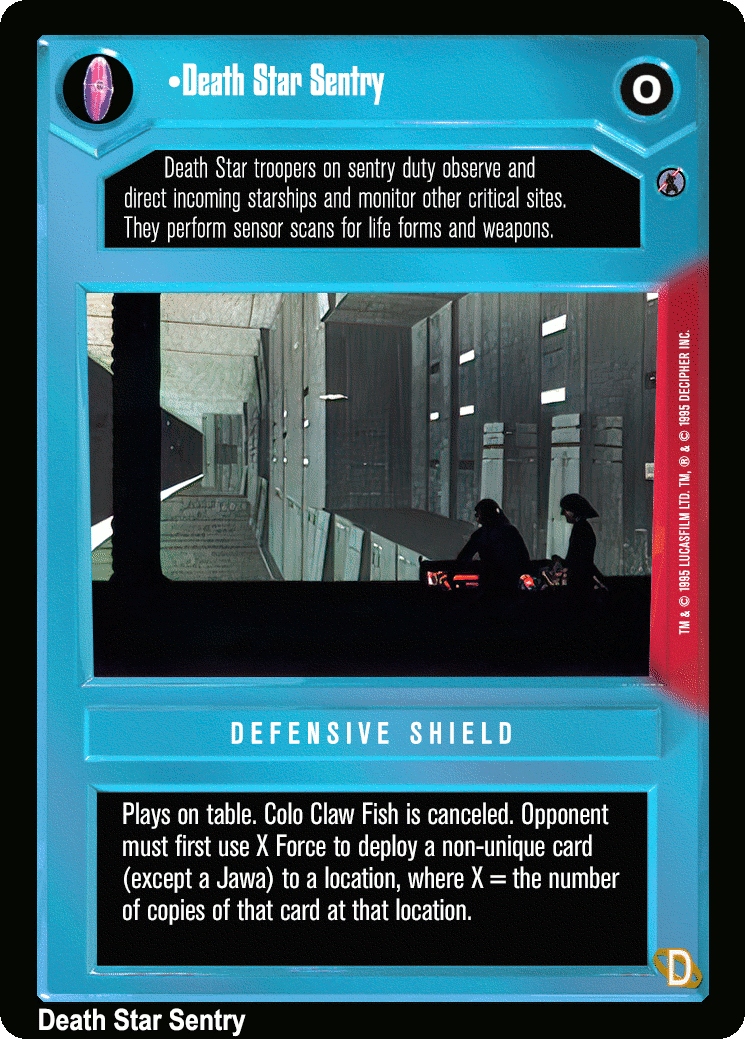 •Death Star Sentry
O
Death Star troopers on sentry duty observe and
direct incoming starships and monitor other critical sites.
They perform sensor scans for life forms and weapons.
TM & © 1995 LUCASFILM LTD. TM, ® & © 1995 DECIPHER INC.
DEFENSIVE SHIELD
Plays on table. Colo Claw Fish is canceled. Opponent
must first use X Force to deploy a non-unique card
(except a Jawa) to a location, where X = the number
of copies of that card at that location.
D
Death Star Sentry